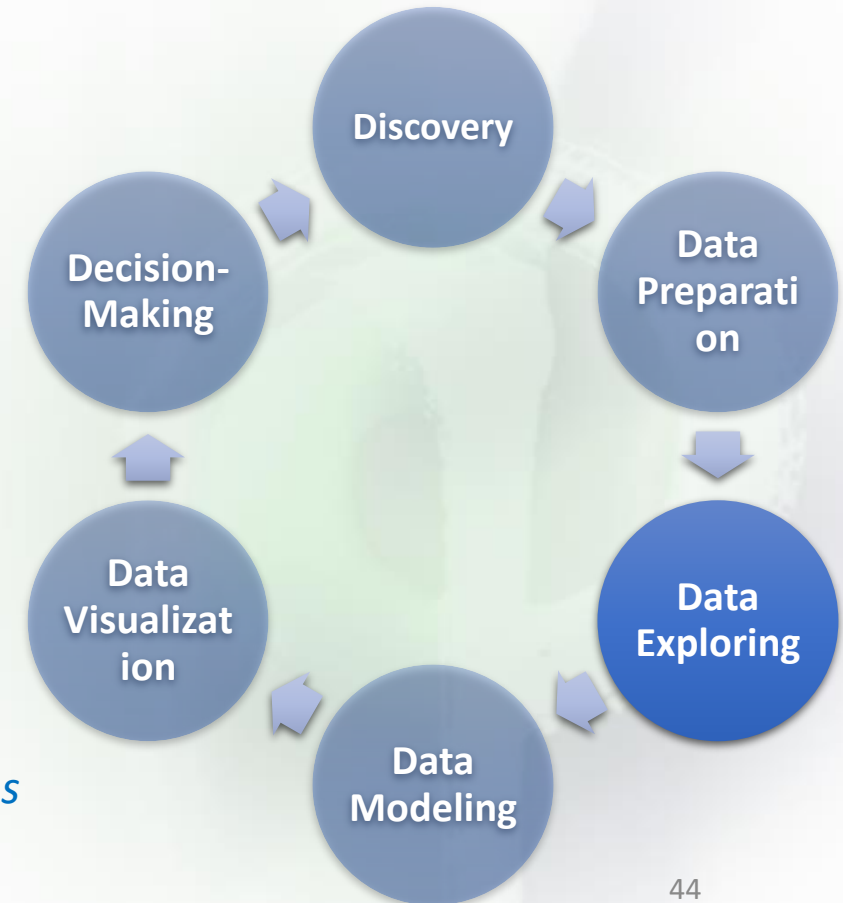 Discovery
Data
Preparati
on
Data
Exploring
Data
Modeling
Data
Visualizat
ion
Decision-
Making
s
44